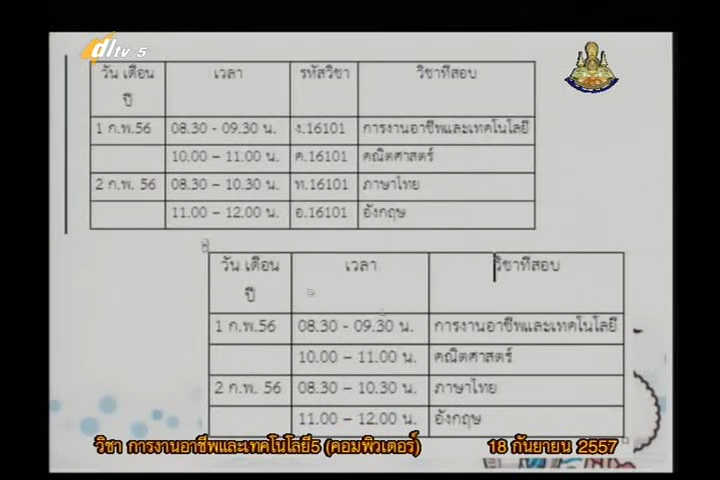 dltv 5
วัน เดือน ปี เวลา รหัสวิชา วิชาที่สอบ
1 ก.พ.56 08.30 - 09.30 น. ง.16101 การงานอาชีพและเทคโนโลยี
10.00 – 11.00 น. ค.16101 คณิตศาสตร์
2 ก.พ. 56 08.30 – 10.30 น. ท.16101 ภาษาไทย
11.00 – 12.00 น. อ.16101 อังกฤษ
วัน เดือน ปี เวลา วิชาที่สอบ
1 ก.พ.56 08.30 - 09.30 น. การงานอาชีพและเทคโนโลยี
10.00 – 11.00 น. คณิตศาสตร์
2 ก.พ. 56 08.30 – 10.30 น. ภาษาไทย
11.00 – 12.00 น. อังกฤษ
วิชา การงานอาชีพและเทคโนโลยี5 (คอมพิวเตอร์) 18 กันยายน 2557